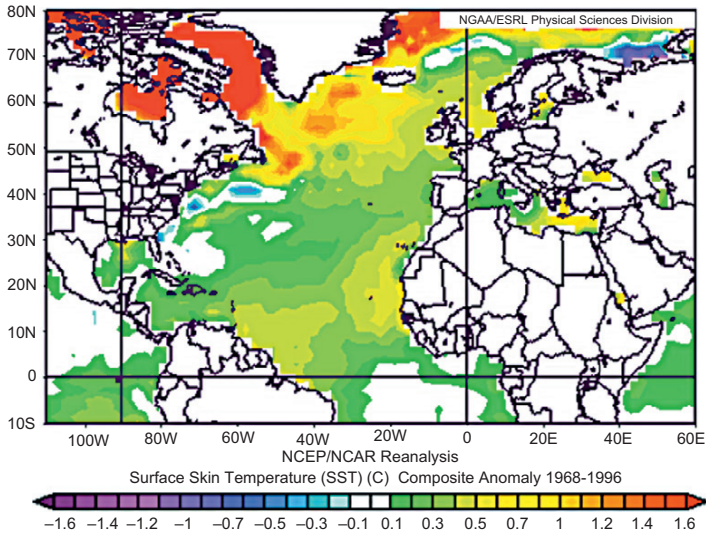 NGAA/ESRL Physical Sciences Division
80N
70N
60N
50N
40N
30N
20N
10N
0
10S
100W 80W 60W 40W 20W 0 20E 40E 60E
NCEP/NCAR Reanalysis
Surface Skin Temperature (SST) (C) Composite Anomaly 1968-1996
–1.6 –1.4 –1.2 –1 –0.7 –0.5 –0.3 –0.1 0.1 0.3 0.5 0.7 1 1.2 1.4 1.6